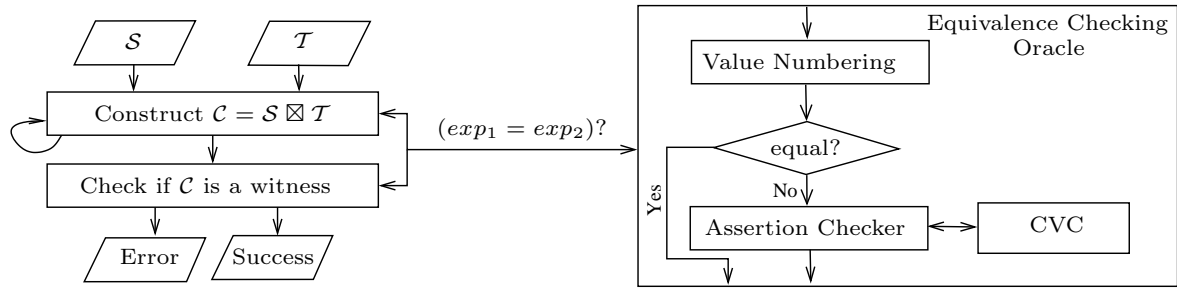 𝒮
𝒯
Construct 𝒞 = 𝒮 ⊠ 𝒯
Check if 𝒞 is a witness
Error
Success
(exp₁ = exp₂)?
Equivalence Checking
Oracle
Value Numbering
equal?
Yes
No
Assertion Checker
CVC